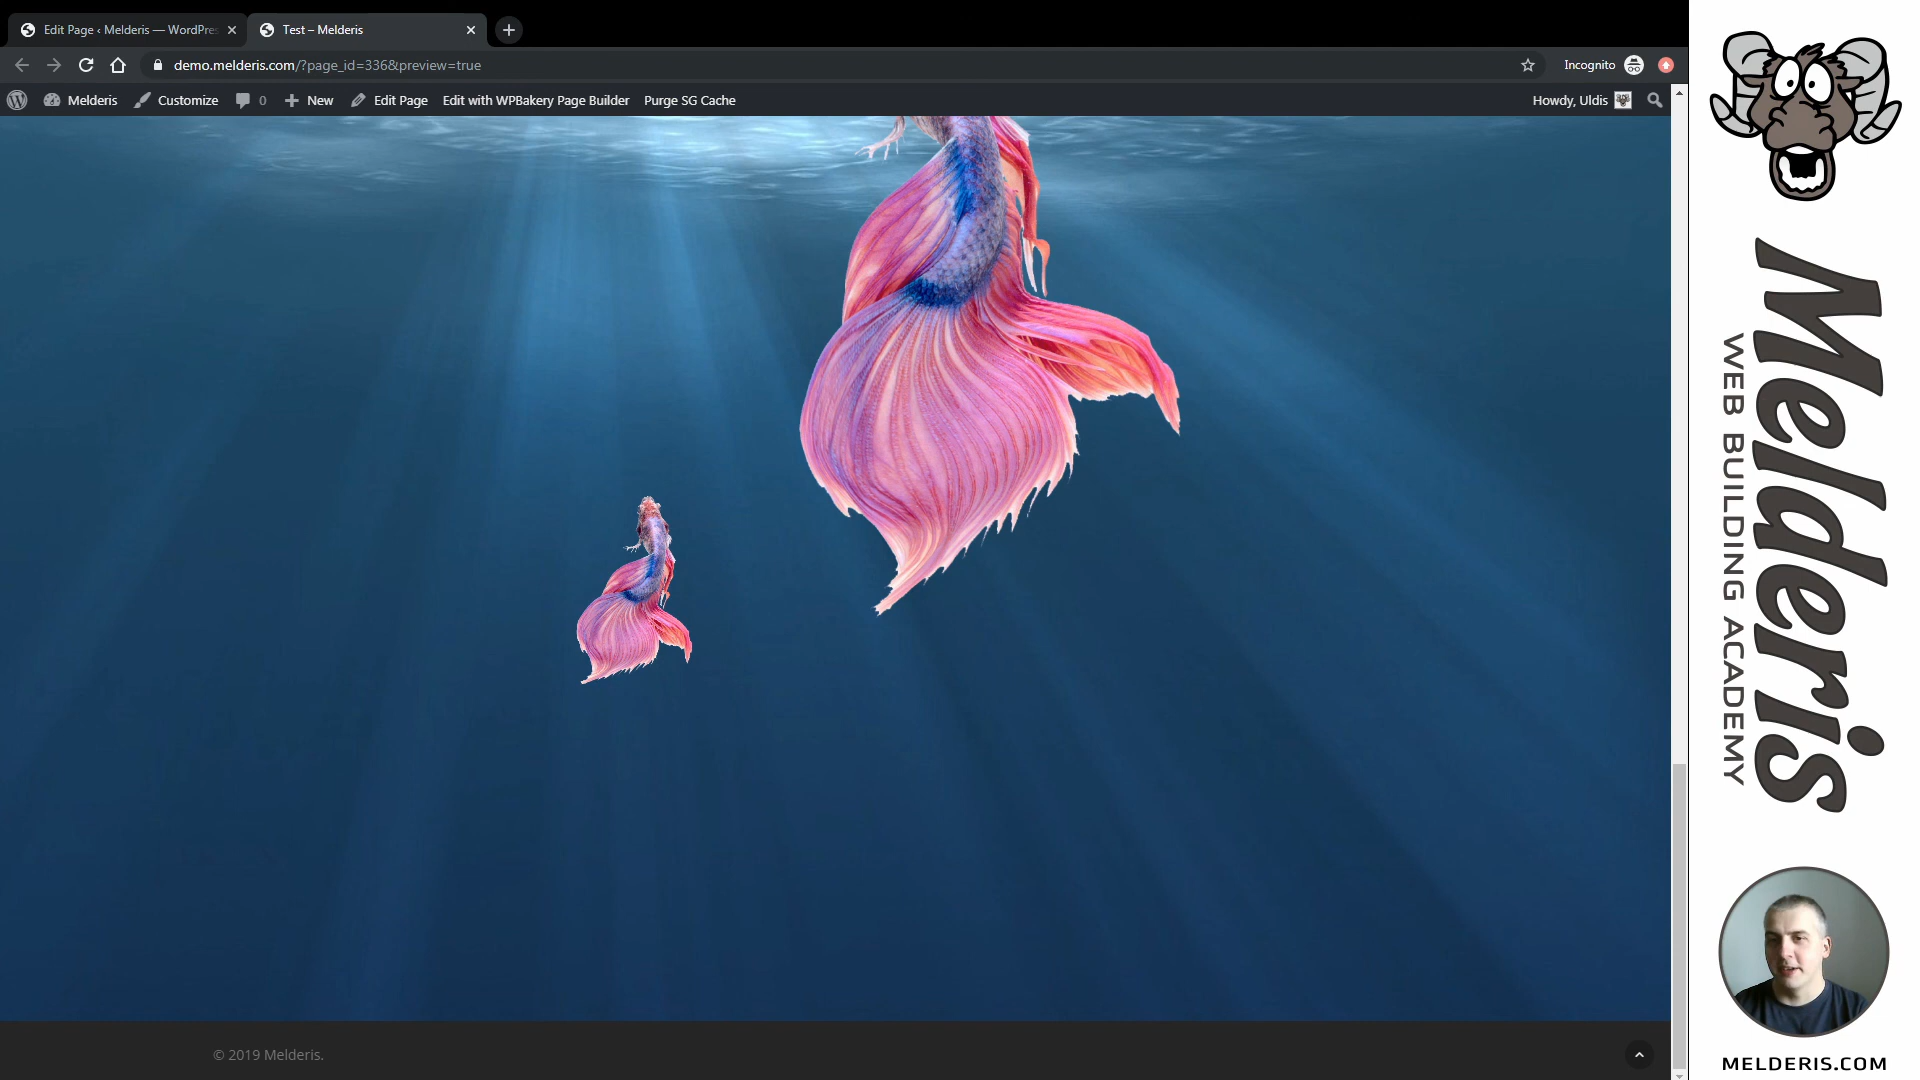 Edit Page ‹ Melderis — WordPres
Test – Melderis
demo.melderis.com/?page_id=336&preview=true
Incognito
Melderis
Customize
0
New
Edit Page
Edit with WPBakery Page Builder
Purge SG Cache
Howdy, Uldis
Melderis
WEB BUILDING ACADEMY
© 2019 Melderis.
MELDERIS.COM